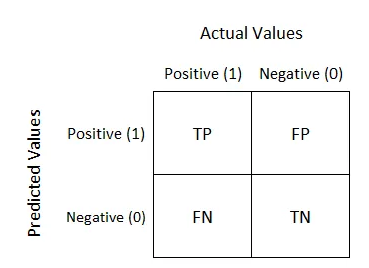 Actual Values
Positive (1) Negative (0)
Predicted Values
Positive (1) TP FP
Negative (0) FN TN